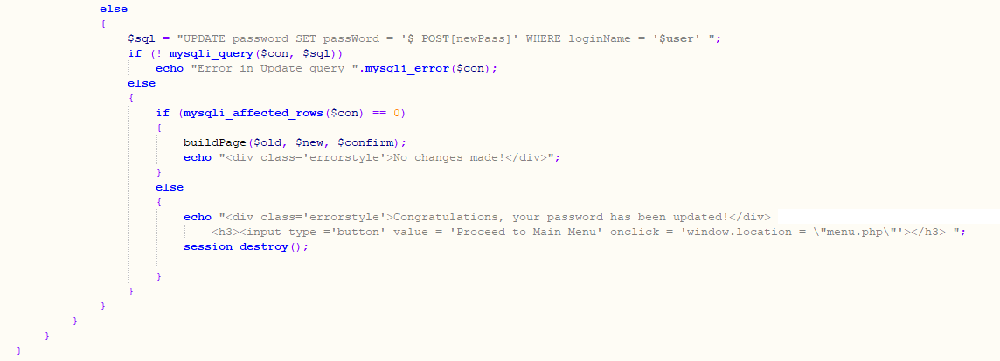 else
{
$sql = "UPDATE password SET passWord = '$_POST[newPass]' WHERE loginName = '$user' ";
if (! mysqli_query($con, $sql))
echo "Error in Update query ".mysqli_error($con);
else
{
if (mysqli_affected_rows($con) == 0)
{
buildPage($old, $new, $confirm);
echo "<div class='errorstyle'>No changes made!</div>";
}
else
{
echo "<div class='errorstyle'>Congratulations, your password has been updated!</div>
<h3><input type ='button' value = 'Proceed to Main Menu' onclick = 'window.location = \"menu.php\"'></h3> ";
session_destroy();
}
}
}
}
}
}